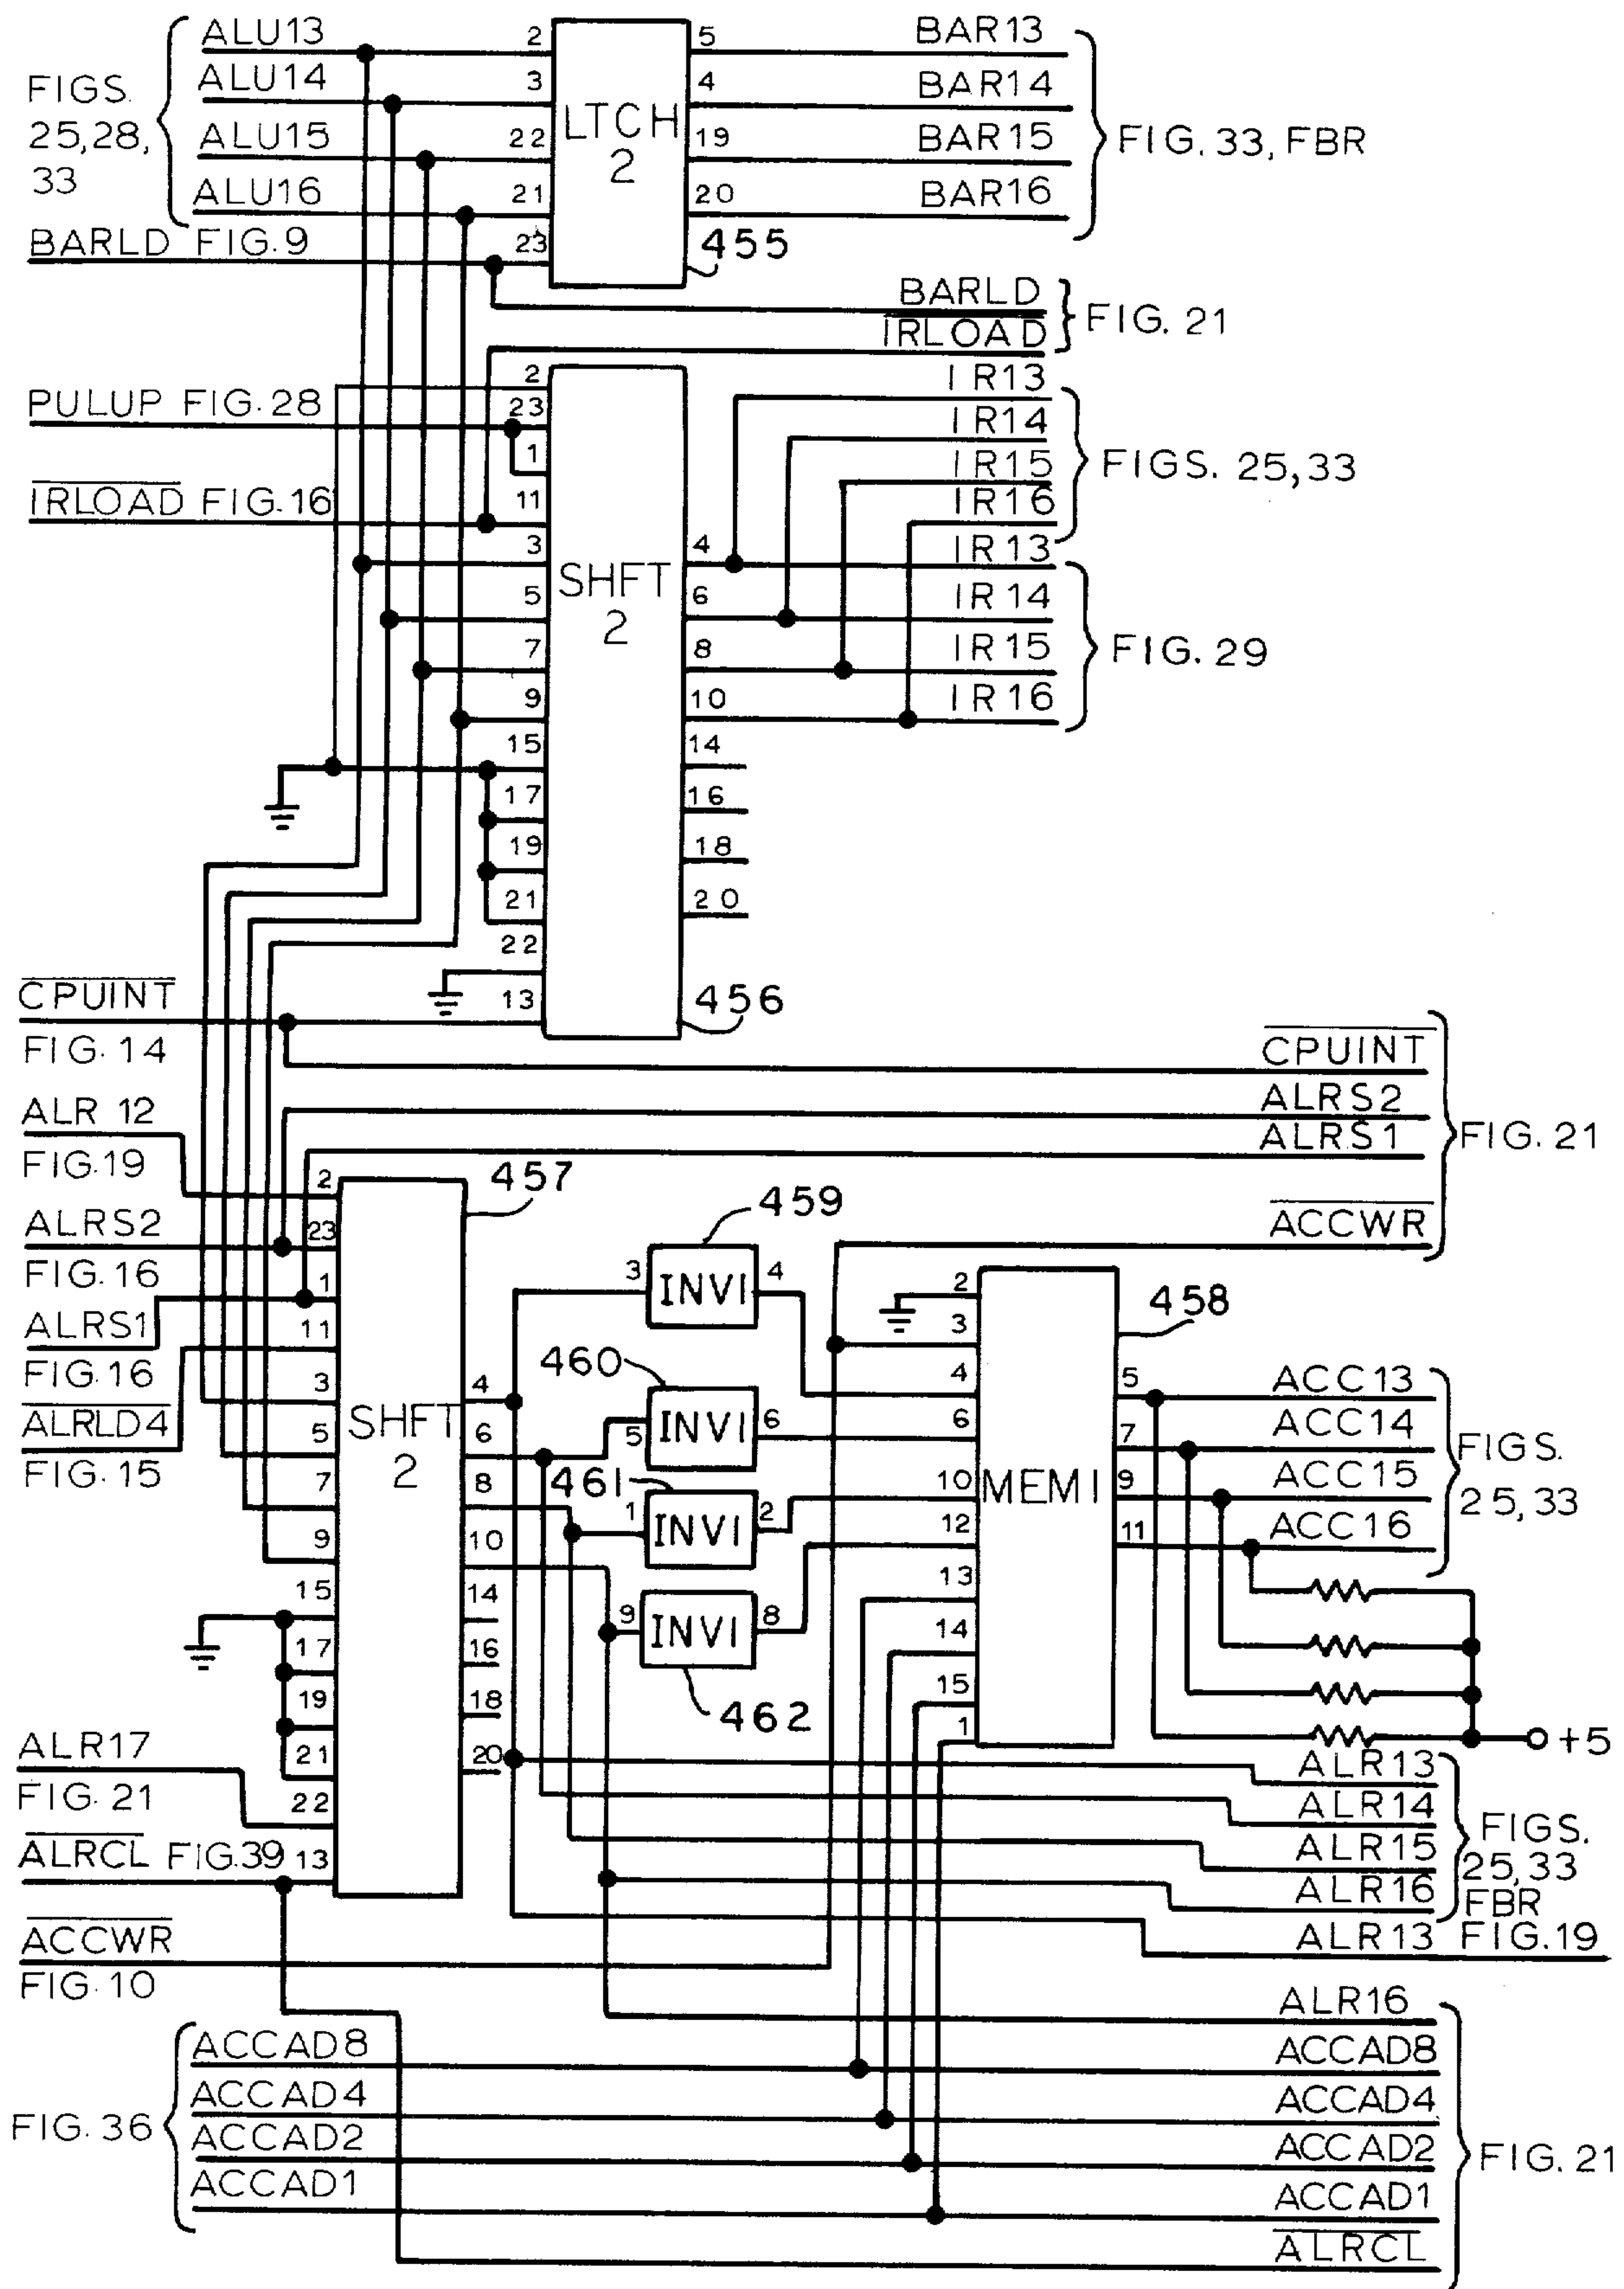 ALU13 2 5 BAR13
ALU14 3 4 BAR14
FIGS. 25,28, 33
LTCH 2
ALU15 22 19 BAR15
FIG. 33, FBR
ALU16 21 20 BAR16
BARLD FIG. 9 23 455
BARLD
IRLOAD
FIG. 21
2
PULUP FIG. 28 23
1
IRLOAD FIG. 16 11
IR13
IR14
IR15
IR16
FIGS. 25,33
3 4 IR13
SHFT 2
5 6 IR14
7 8 IR15
FIG. 29
9 10 IR16
15 14
17 16
19 18
21 20
22
CPUINT 13 456
FIG. 14
CPUINT
ALRS2
ALRS1
FIG. 21
ACCWR
ALR 12 2 457
FIG. 19
ALRS2 23
FIG. 16
1
ALRS1 11
FIG. 16
ALRLD4
FIG. 15
459
3 INV1 4
2
3
458
460
5 INV1 6
461
1 INV1 2
9 INV1 8
462
3 4
SHFT 2
5 6
7 8
9 10
15 14
17 16
19 18
21 20
22
ALR17
FIG. 21
ALRCL FIG. 39 13
4
6
10
12
13
14
15
1
MEM1
5 ACC13
7 ACC14
9 ACC15
11 ACC16
FIGS. 25,33
+5
ALR13
ALR14
ALR15
ALR16
FIGS. 25,33 FBR
ACCWR
FIG. 10
ALR13 FIG. 19
ALR16
ACCAD8 ACCAD8
ACCAD4 ACCAD4
FIG. 36
ACCAD2 ACCAD2
FIG. 21
ACCAD1 ACCAD1
ALRCL